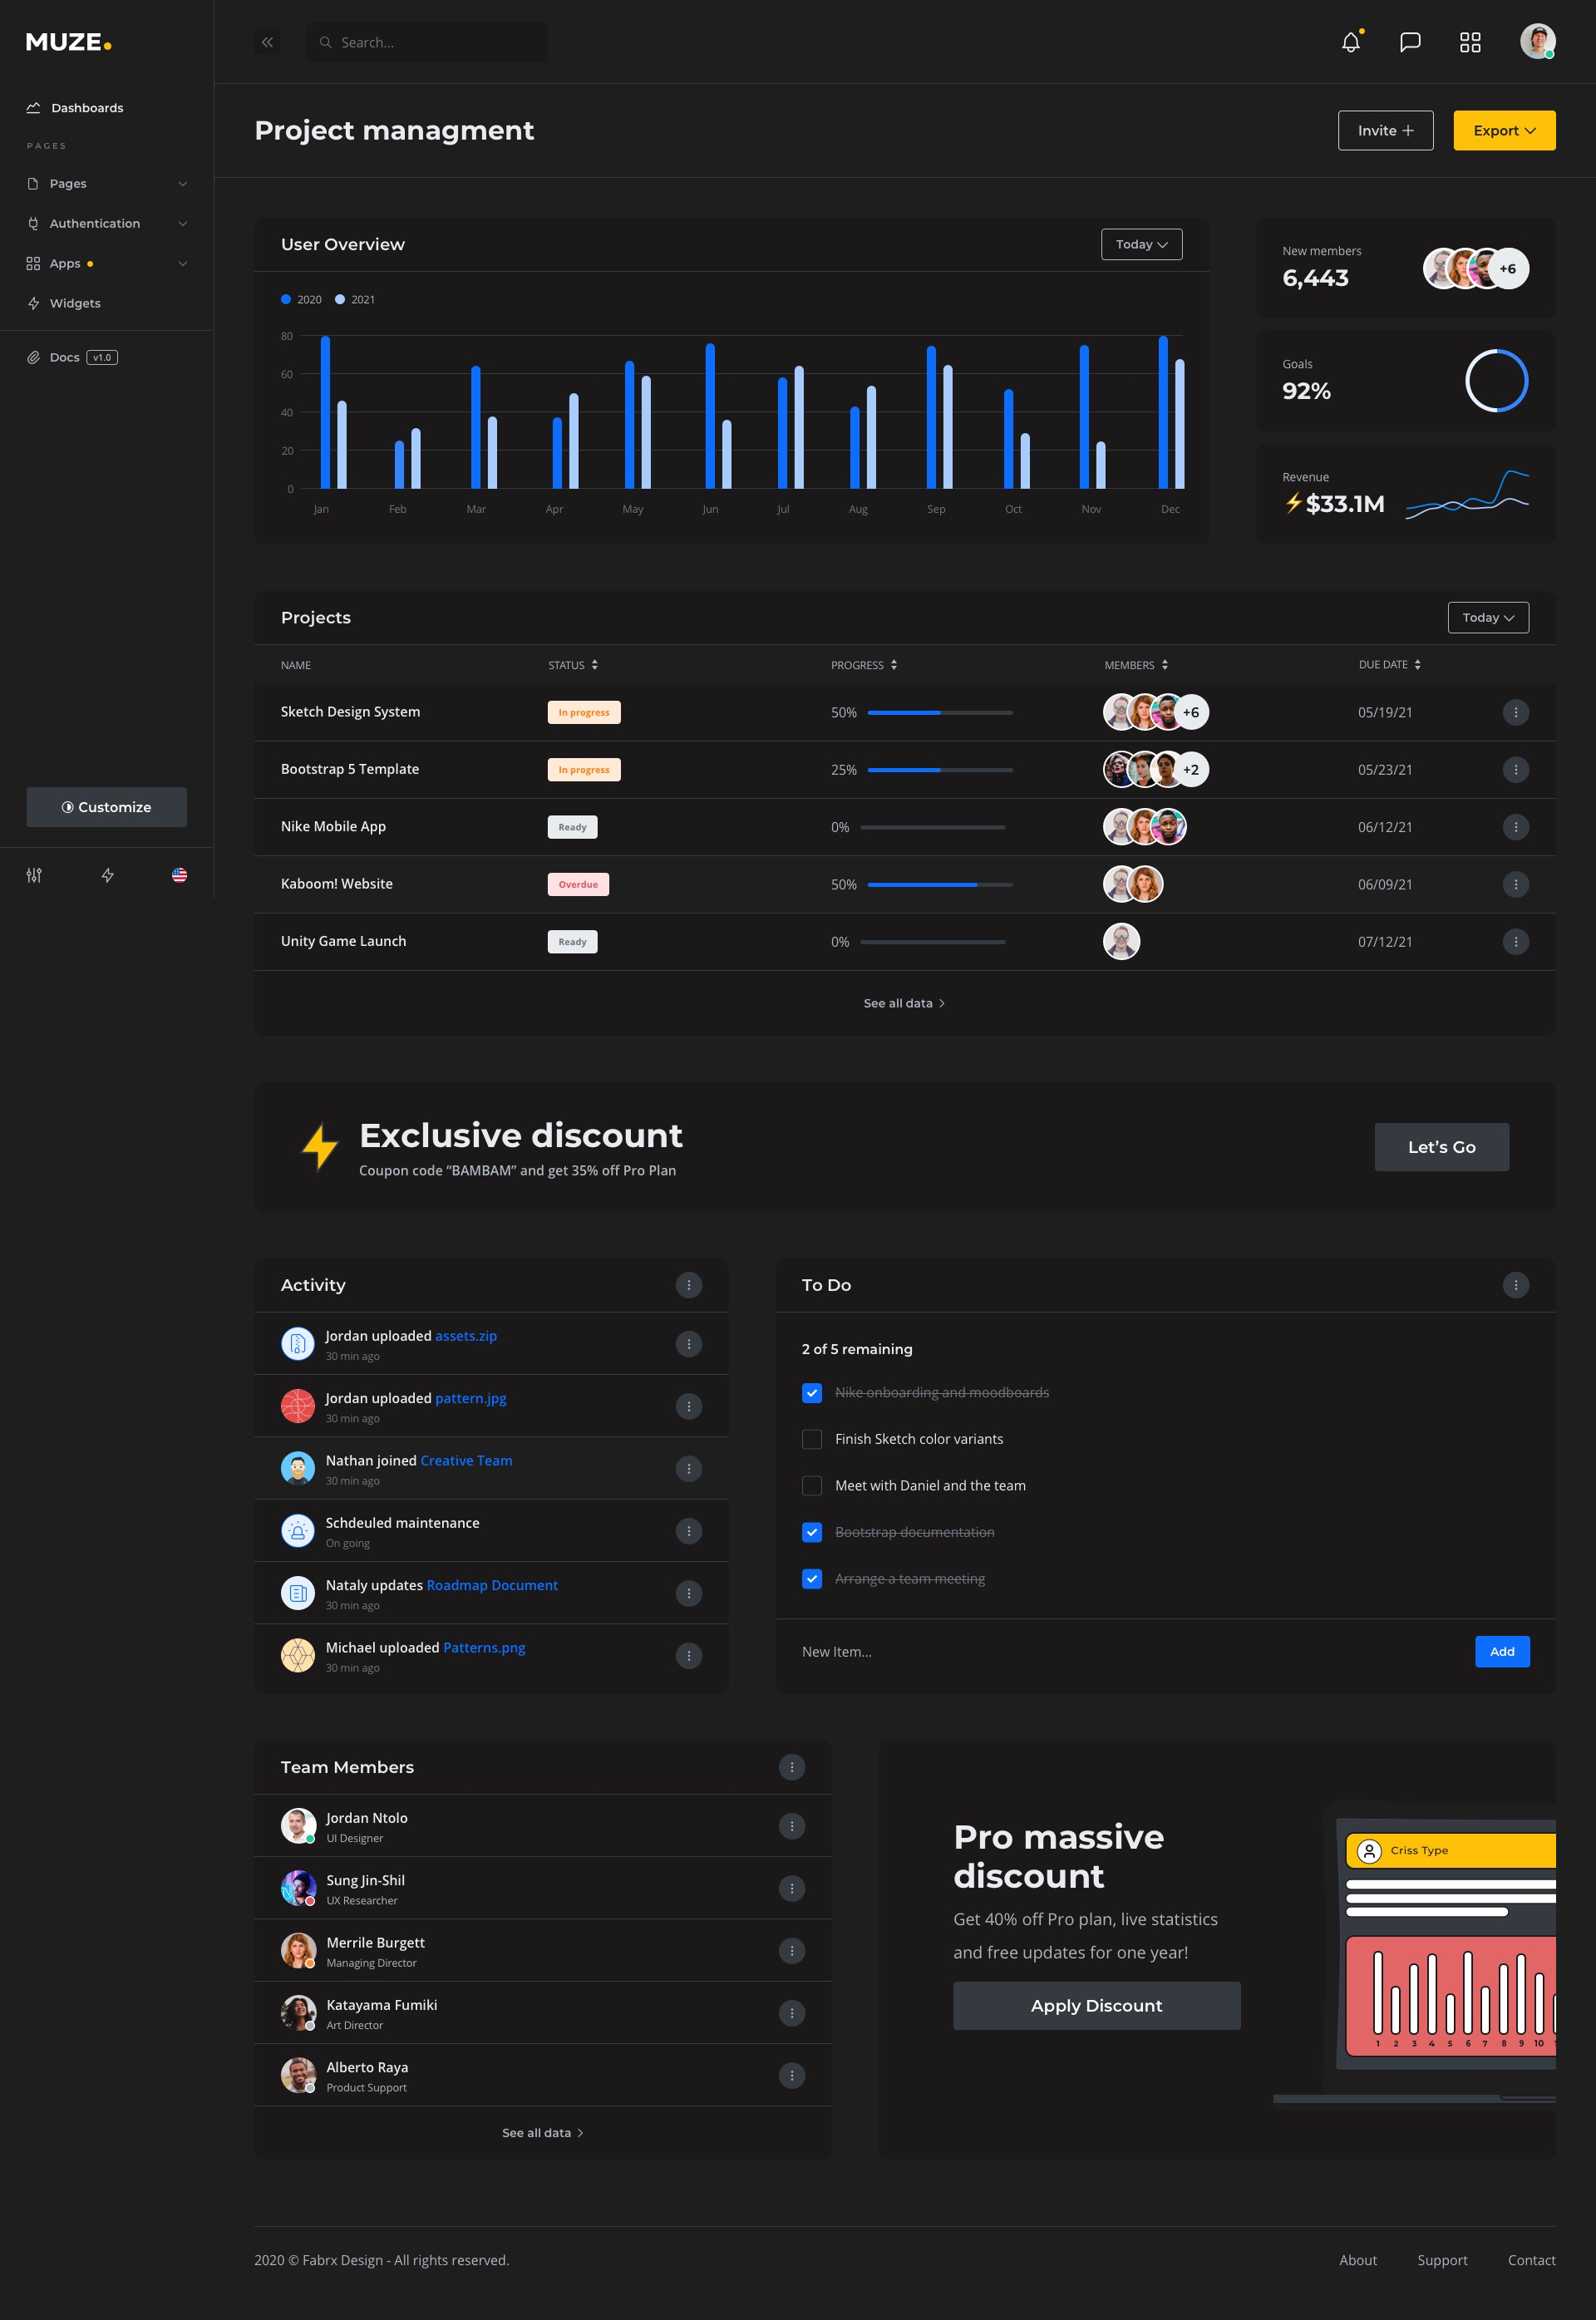 MUZE.
Search...
Dashboards
PAGES
Pages
Authentication
Apps
Widgets
Docs v1.0
Customize
Project managment
Invite
Export
User Overview
Today
2020 2021
80
60
40
20
0
Jan Feb Mar Apr May Jun Jul Aug Sep Oct Nov Dec
New members
6,443
+6
Goals
92%
Revenue
⚡$33.1M
Projects
Today
NAME STATUS PROGRESS MEMBERS DUE DATE
Sketch Design System In progress 50% +6 05/19/21
Bootstrap 5 Template In progress 25% +2 05/23/21
Nike Mobile App Ready 0% 06/12/21
Kaboom! Website Overdue 50% 06/09/21
Unity Game Launch Ready 0% 07/12/21
See all data
Exclusive discount
Coupon code “BAMBAM” and get 35% off Pro Plan
Let’s Go
Activity
Jordan uploaded assets.zip
30 min ago
Jordan uploaded pattern.jpg
30 min ago
Nathan joined Creative Team
30 min ago
Schdeuled maintenance
On going
Nataly updates Roadmap Document
30 min ago
Michael uploaded Patterns.png
30 min ago
To Do
2 of 5 remaining
Nike onboarding and moodboards
Finish Sketch color variants
Meet with Daniel and the team
Bootstrap documentation
Arrange a team meeting
New Item...
Add
Team Members
Jordan Ntolo
UI Designer
Sung Jin-Shil
UX Researcher
Merrile Burgett
Managing Director
Katayama Fumiki
Art Director
Alberto Raya
Product Support
See all data
Pro massive
discount
Get 40% off Pro plan, live statistics
and free updates for one year!
Apply Discount
Criss Type
1 2 3 4 5 6 7 8 9 10
2020 © Fabrx Design - All rights reserved.
About Support Contact